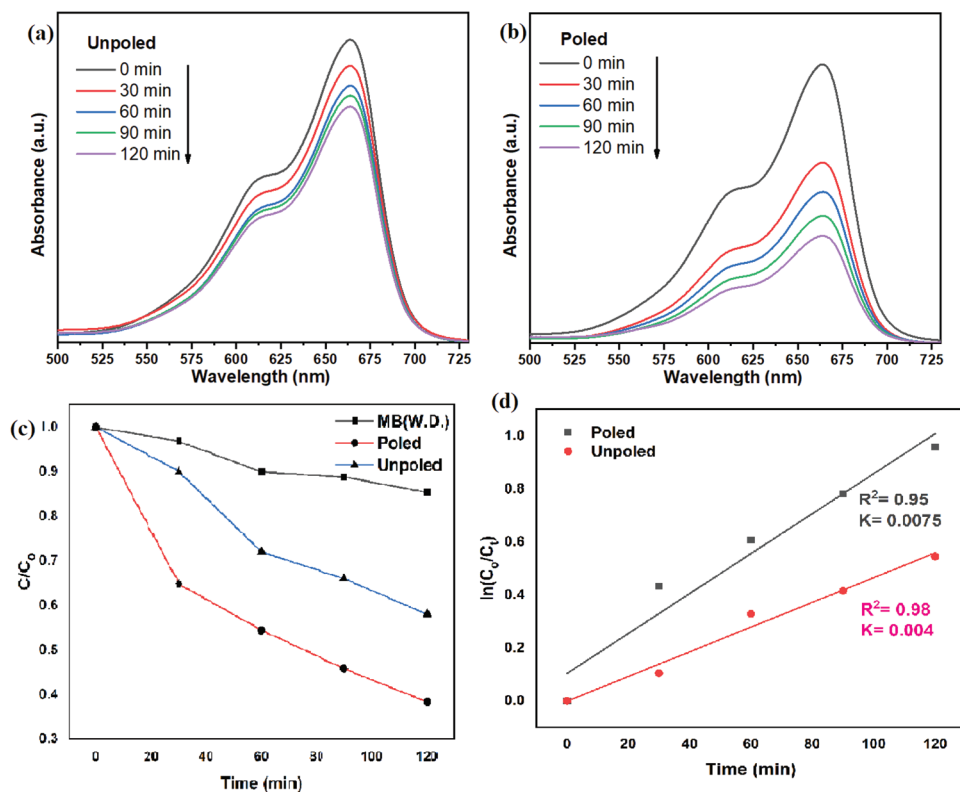 (a)
Unpoled
0 min
30 min
60 min
90 min
120 min
Absorbance (a.u.)
500 525 550 575 600 625 650 675 700 725
Wavelength (nm)
(b)
Poled
0 min
30 min
60 min
90 min
120 min
Absorbance (a.u.)
500 525 550 575 600 625 650 675 700 725
Wavelength (nm)
(c)
MB(W.D.)
Poled
Unpoled
1.0
0.9
0.8
0.7
0.6
0.5
0.4
0.3
C/C₀
0 20 40 60 80 100 120
Time (min)
(d)
Poled
Unpoled
1.0
0.8
0.6
0.4
0.2
0.0
ln(C₀/Cₜ)
R²= 0.95
K= 0.0075
R²= 0.98
K= 0.004
0 20 40 60 80 100 120
Time (min)